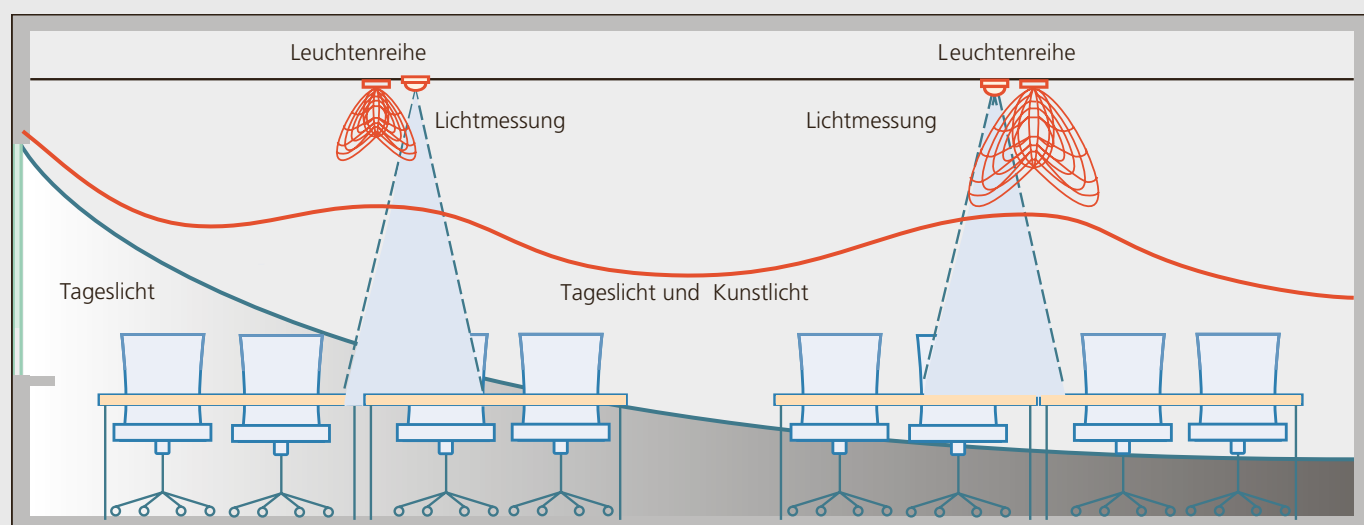 Leuchtenreihe
Leuchtenreihe
Lichtmessung
Lichtmessung
Tageslicht
Tageslicht und Kunstlicht